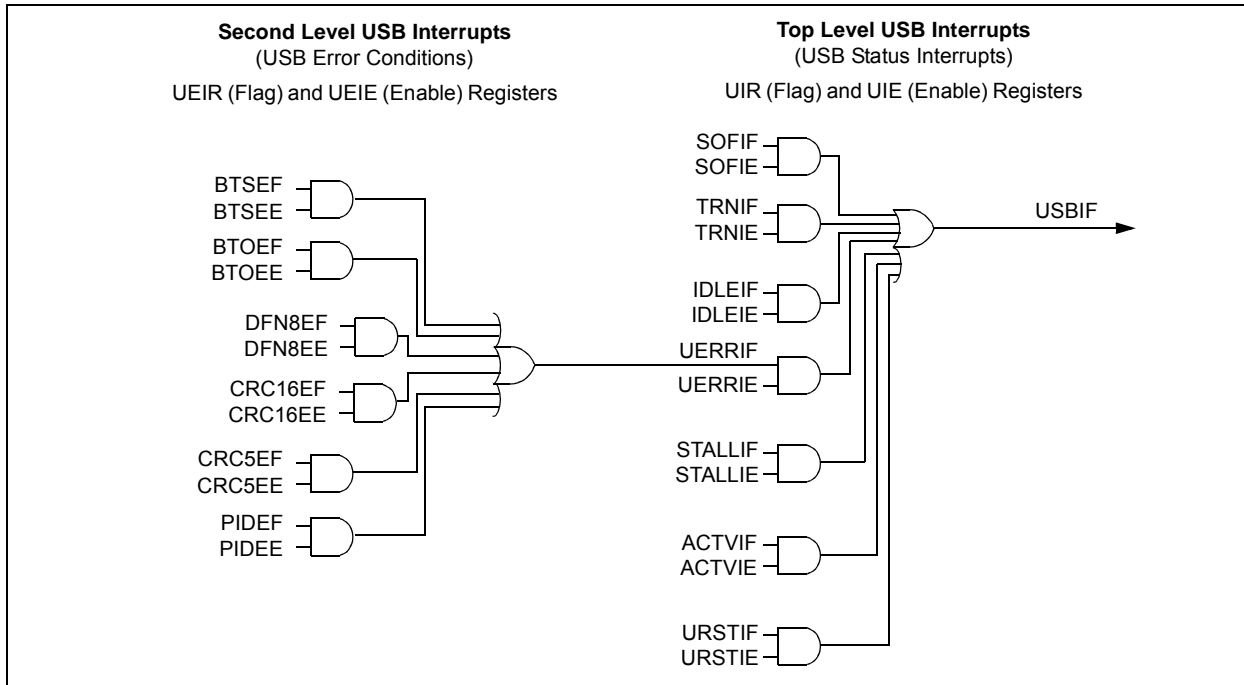 Second Level USB Interrupts
(USB Error Conditions)
UEIR (Flag) and UEIE (Enable) Registers
BTSEF
BTSEE
BTOEF
BTOEE
DFN8EF
DFN8EE
CRC16EF
CRC16EE
CRC5EF
CRC5EE
PIDEF
PIDEE
Top Level USB Interrupts
(USB Status Interrupts)
UIR (Flag) and UIE (Enable) Registers
SOFIF
SOFIE
TRNIF
TRNIE
IDLEIF
IDLEIE
UERRIF
UERRIE
STALLIF
STALLIE
ACTVIF
ACTVIE
URSTIF
URSTIE
USBIF